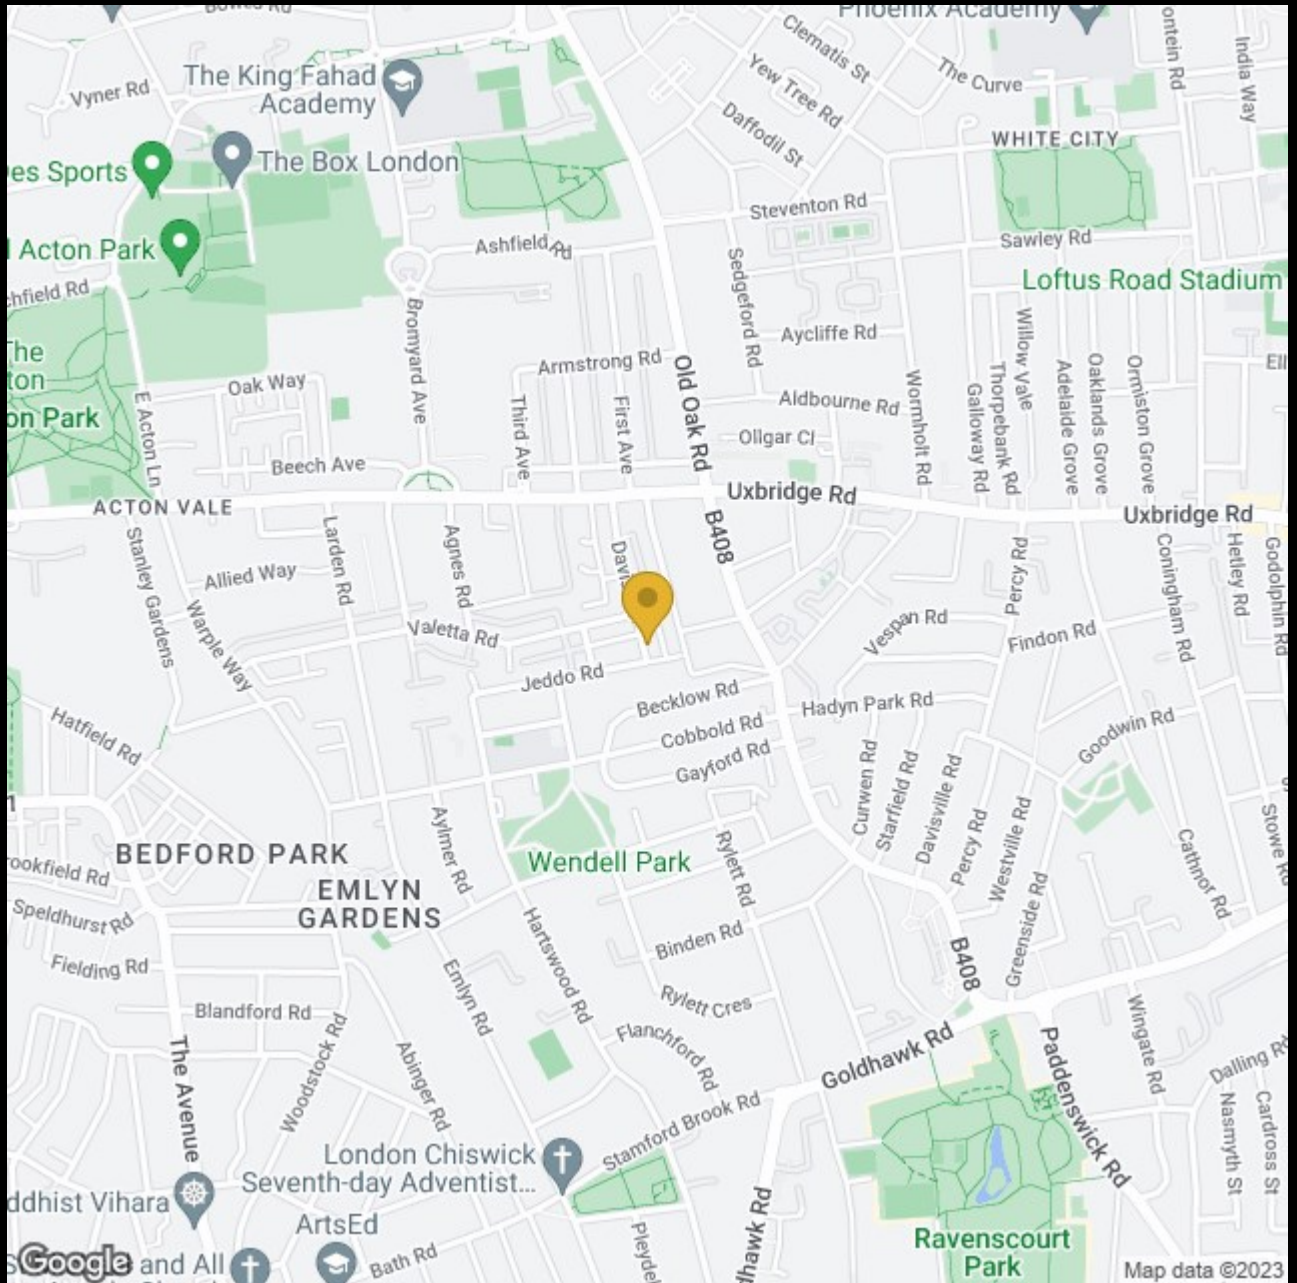 Vyner Rd
The King Fahad
Academy
Clematis St
Yew Tree Rd
Daffodil St
The Curve
Phoenix Academy
India Way
The Box London
Sports
Acton Park
WHITE CITY
Steventon Rd
Ashfield Rd
Sawley Rd
Loftus Road Stadium
Sedgeford Rd
Bromyard Ave
Armstrong Rd
Old Oak Rd
Aycliffe Rd
Willow Vale
Thorpebank Rd
Galloway Rd
Adelaide Grove
Oaklands Grove
Ormiston Grove
The
on Park
Oak Way
E Acton Ln
Third Ave
First Ave
Aldbourne Rd
Wormholt Rd
Ollgar Cl
Beech Ave
ACTON VALE
Uxbridge Rd
Uxbridge Rd
B408
Stanley Gardens
Larden Rd
Agnes Rd
Allied Way
Warple Way
Valetta Rd
Jeddo Rd
Percy Rd
Coningham Rd
Hetley Rd
Godolphin Rd
Vespan Rd
Findon Rd
Becklow Rd
Hadyn Park Rd
Cobbold Rd
Gayford Rd
Goodwin Rd
Hatfield Rd
Curwen Rd
Starfield Rd
Davisville Rd
Percy Rd
Westville Rd
Greenside Rd
Cathnor Rd
Aylmer Rd
Rylett Rd
BEDFORD PARK
EMLYN
GARDENS
Wendell Park
Speldhurst Rd
Fielding Rd
Hartswood Rd
Binden Rd
B408
Emlyn Rd
Rylett Cres
Blandford Rd
Woodstock Rd
The Avenue
Abinger Rd
Flanchford Rd
Goldhawk Rd
Paddenswick Rd
Wingate Rd
Dalling Rd
Nasmyth St
Cardross St
Stamford Brook Rd
London Chiswick
Seventh-day Adventist...
ArtsEd
Bath Rd
Ravenscourt
Park
Google
and All
Map data ©2023